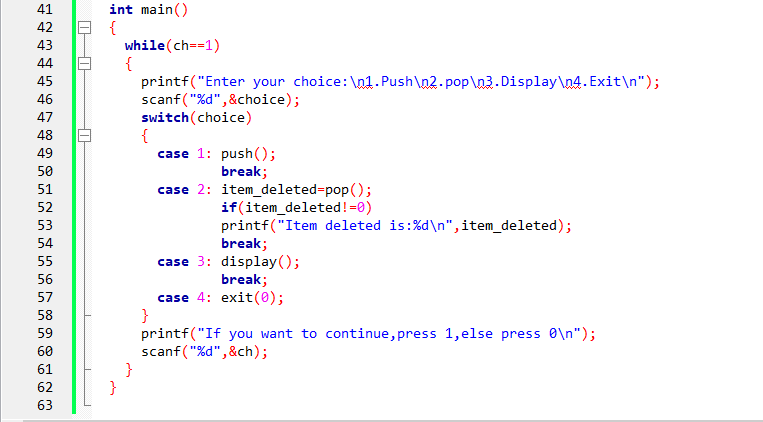 41 int main()
42 {
43 while(ch==1)
44 {
45 printf("Enter your choice:\n1.Push\n2.pop\n3.Display\n4.Exit\n");
46 scanf("%d",&choice);
47 switch(choice)
48 {
49 case 1: push();
50 break;
51 case 2: item_deleted=pop();
52 if(item_deleted!=0)
53 printf("Item deleted is:%d\n",item_deleted);
54 break;
55 case 3: display();
56 break;
57 case 4: exit(0);
58 }
59 printf("If you want to continue,press 1,else press 0\n");
60 scanf("%d",&ch);
61 }
62 }
63